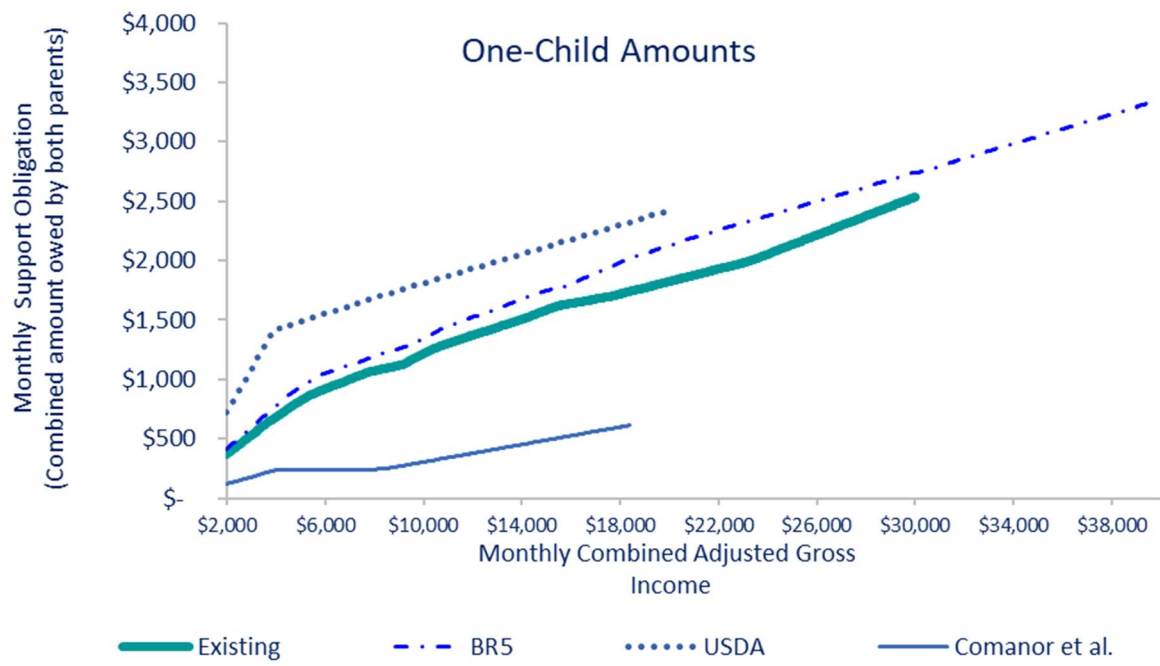 One-Child Amounts
Monthly Support Obligation
(Combined amount owed by both parents)
$4,000
$3,500
$3,000
$2,500
$2,000
$1,500
$1,000
$500
$-
$2,000 $6,000 $10,000 $14,000 $18,000 $22,000 $26,000 $30,000 $34,000 $38,000
Monthly Combined Adjusted Gross
Income
Existing BR5 USDA Comanor et al.